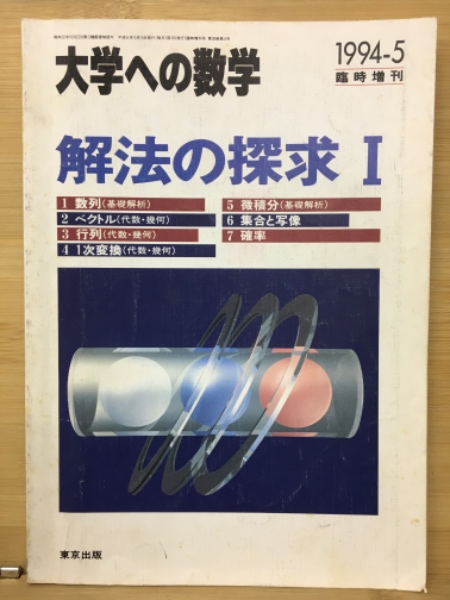 大学への数学
1994-5
臨時増刊
解法の探求 I
1 数列(基礎解析)
2 ベクトル(代数・幾何)
3 行列(代数・幾何)
4 1次変換(代数・幾何)
5 微積分(基礎解析)
6 集合と写像
7 確率
東京出版